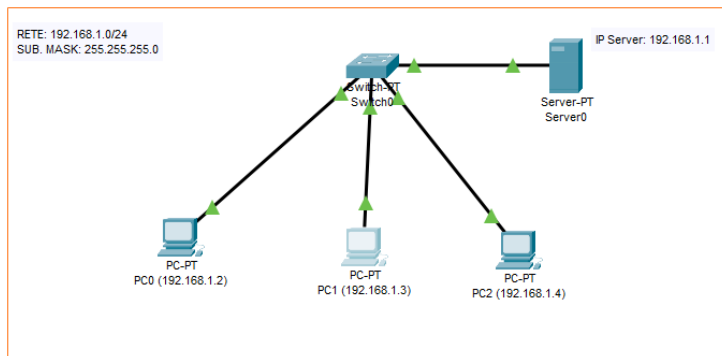 RETE: 192.168.1.0/24
SUB. MASK: 255.255.255.0
IP Server: 192.168.1.1
Switch-PT
Switch0
Server-PT
Server0
PC-PT
PC0 (192.168.1.2)
PC-PT
PC1 (192.168.1.3)
PC-PT
PC2 (192.168.1.4)